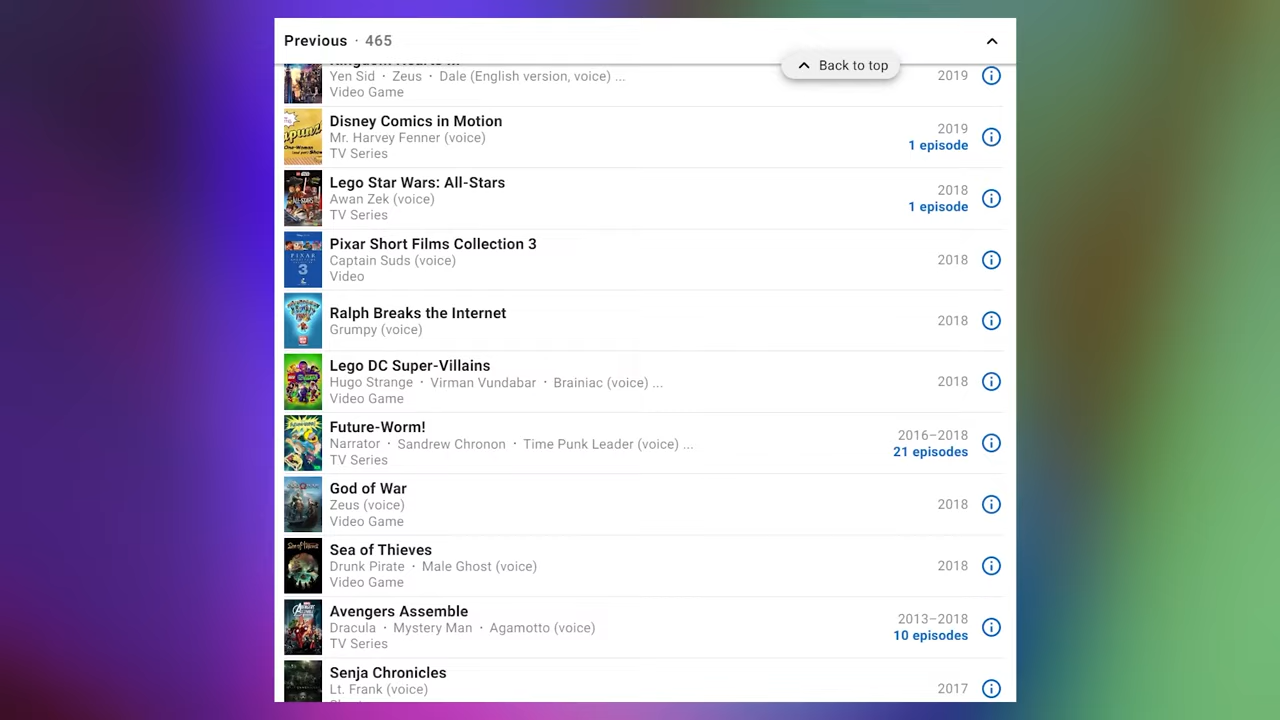 Previous · 465
Back to top
Yen Sid · Zeus · Dale (English version, voice) ...
2019
Video Game
Disney Comics in Motion
Mr. Harvey Fenner (voice)
TV Series
2019
1 episode
Lego Star Wars: All-Stars
Awan Zek (voice)
TV Series
2018
1 episode
Pixar Short Films Collection 3
Captain Suds (voice)
Video
2018
Ralph Breaks the Internet
Grumpy (voice)
2018
Lego DC Super-Villains
Hugo Strange · Virman Vundabar · Brainiac (voice) ...
Video Game
2018
Future-Worm!
Narrator · Sandrew Chronon · Time Punk Leader (voice) ...
TV Series
2016–2018
21 episodes
God of War
Zeus (voice)
Video Game
2018
Sea of Thieves
Drunk Pirate · Male Ghost (voice)
Video Game
2018
Avengers Assemble
Dracula · Mystery Man · Agamotto (voice)
TV Series
2013–2018
10 episodes
Senja Chronicles
Lt. Frank (voice)
2017